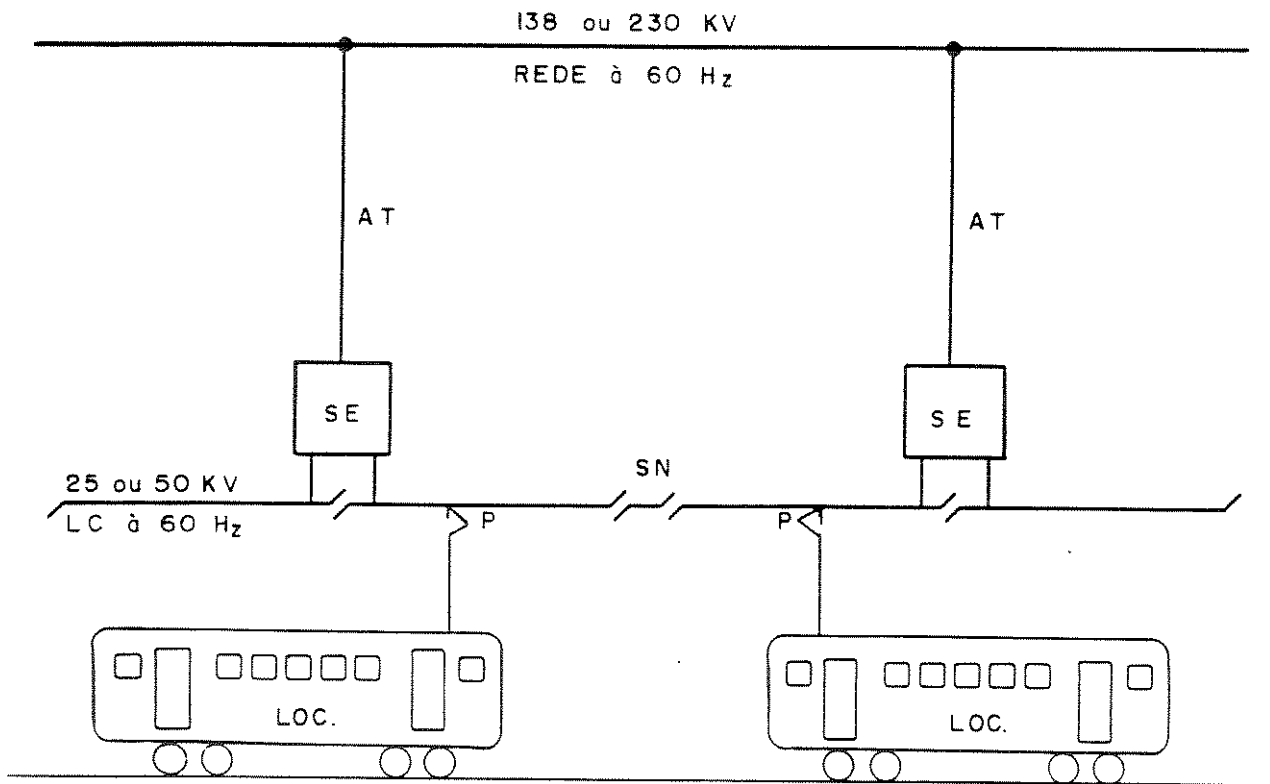 138 ou 230 KV
REDE à 60 Hz
AT
AT
SE
SE
SN
25 ou 50 KV
LC à 60 Hz
P
P
LOC.
LOC.